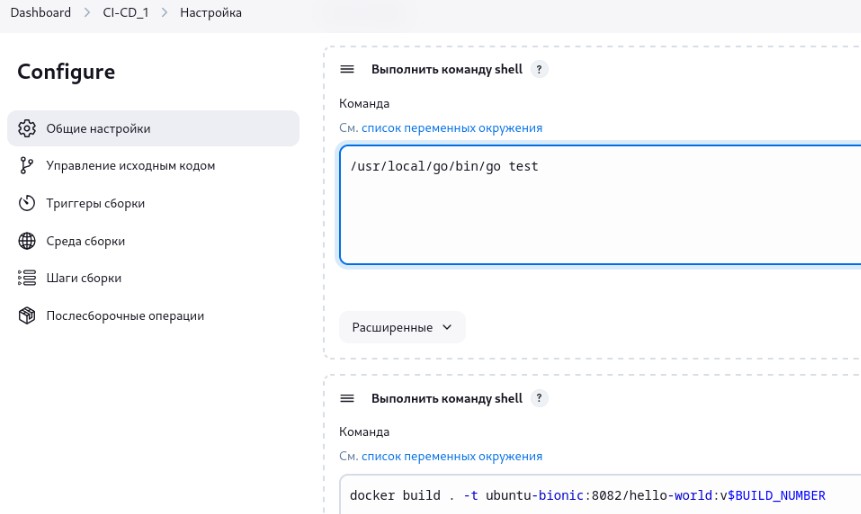 Dashboard > CI-CD_1 > Настройка
Configure
Общие настройки
Управление исходным кодом
Триггеры сборки
Среда сборки
Шаги сборки
Послесборочные операции
Выполнить команду shell ?
Команда
См. список переменных окружения
/usr/local/go/bin/go test
Расширенные
Выполнить команду shell ?
Команда
См. список переменных окружения
docker build . -t ubuntu-bionic:8082/hello-world:v$BUILD_NUMBER